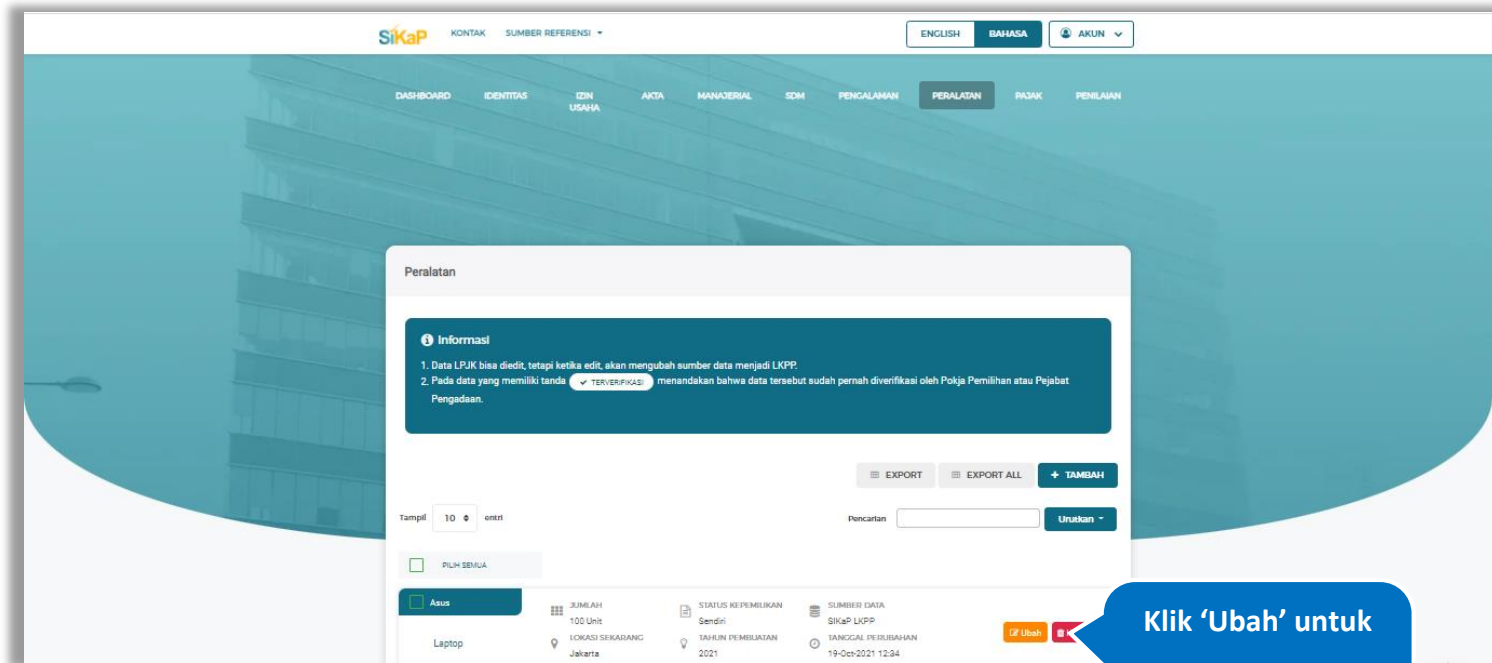 SIKaP KONTAK SUMBER REFERENSI ENGLISH BAHASA AKUN
DASHBOARD IDENTITAS IZIN USAHA AKTA MANAJERIAL SDM PENGALAMAN PERALATAN PAJAK PENILAIAN
Peralatan
Informasi
1. Data LPJK bisa diedit, tetapi ketika edit, akan mengubah sumber data menjadi LKPP.
2. Pada data yang memiliki tanda TERVERIFIKASI menandakan bahwa data tersebut sudah pernah diverifikasi oleh Pokja Pemilihan atau Pejabat
Pengadaan.
EXPORT EXPORT ALL + TAMBAH
Tampil 10 entri Pencarian Urutkan
PILIH SEMUA
Asus JUMLAH STATUS KEPEMILIKAN SUMBER DATA
100 Unit Sendiri SIKaP LKPP
Laptop LOKASI SEKARANG TAHUN PEMBUATAN TANGGAL PERUBAHAN
Jakarta 2021 19-Oct-2021 12:34
Ubah
Klik ‘Ubah’ untuk